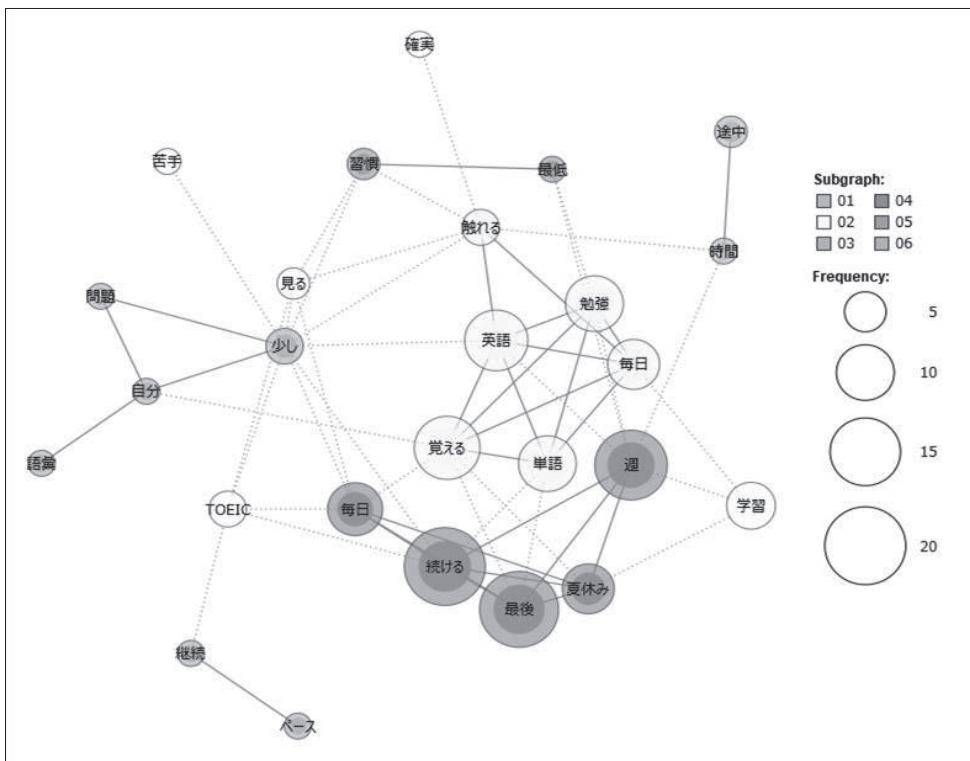 確実
途中
苦手
習慣
最低
触れる
時間
見る
問題
勉強
英語
少し
毎日
自分
覚える
語彙
単語
週
TOEIC
毎日
学習
続ける
夏休み
最後
継続
ペース
Subgraph:
01 04
02 05
03 06
Frequency:
5
10
15
20